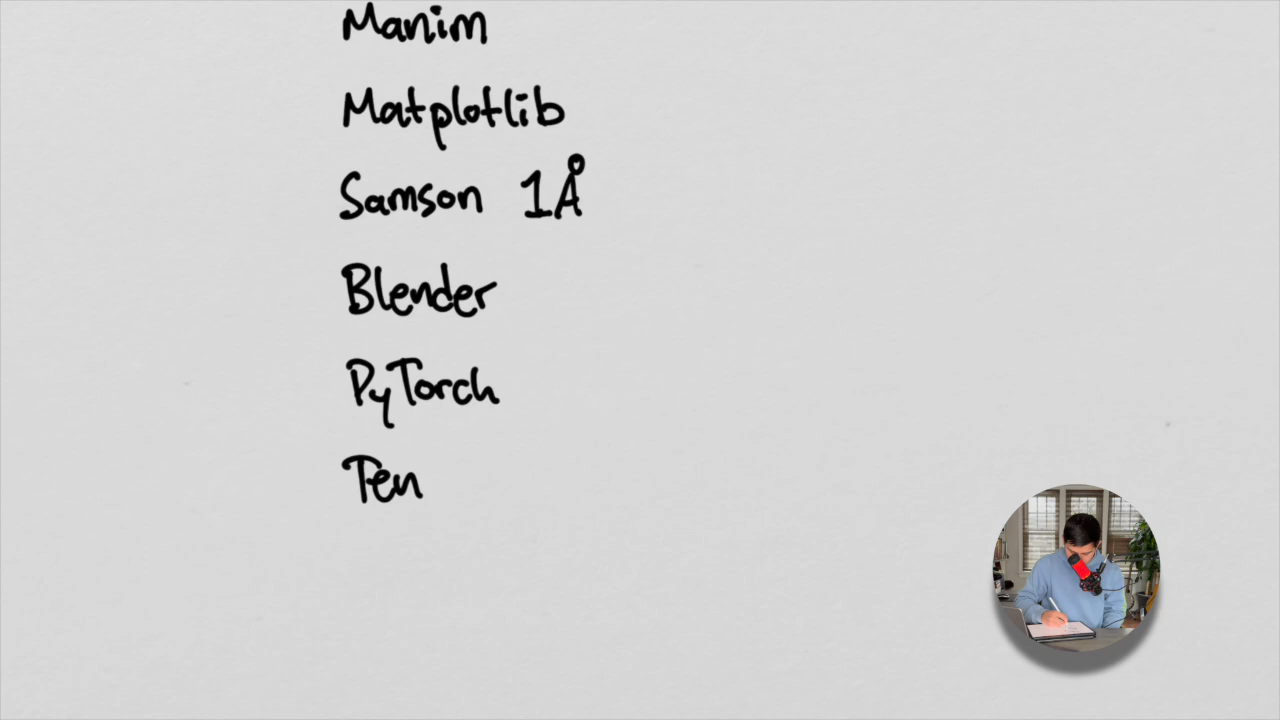 Manim
Matplotlib
Samson 1Å
Blender
PyTorch
Ten